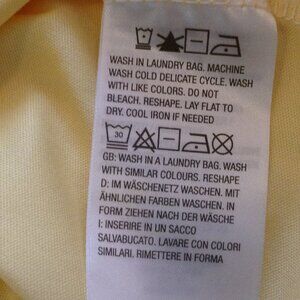 WASH IN LAUNDRY BAG. MACHINE
WASH COLD DELICATE CYCLE. WASH
WITH LIKE COLORS. DO NOT
BLEACH. RESHAPE. LAY FLAT TO
DRY. COOL IRON IF NEEDED
30
GB: WASH IN A LAUNDRY BAG. WASH
WITH SIMILAR COLOURS. RESHAPE
D: IM WÄSCHENETZ WASCHEN. MIT
ÄHNLICHEN FARBEN WASCHEN. IN
FORM ZIEHEN NACH DER WÄSCHE
I: INSERIRE IN UN SACCO
SALVABUCATO. LAVARE CON COLORI
SIMILARI. RIMETTERE IN FORMA